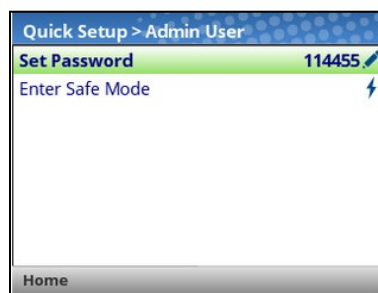 Quick Setup > Admin User
Set Password 114455
Enter Safe Mode
Home